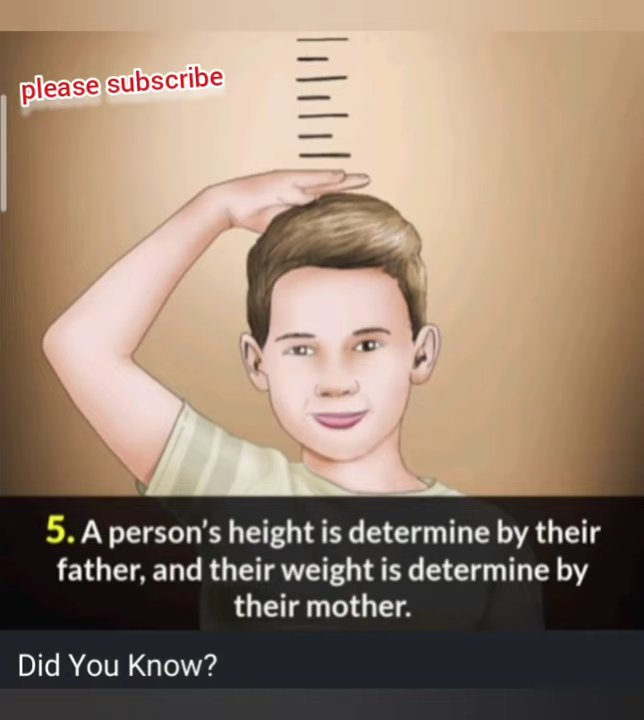 please subscribe
5. A person's height is determine by their
father, and their weight is determine by
their mother.
Did You Know?